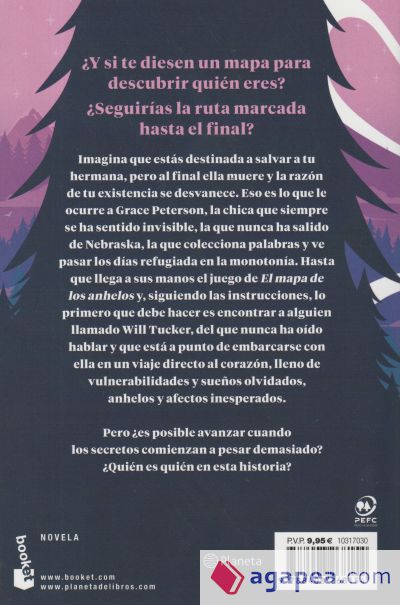 ¿Y si te diesen un mapa para
descubrir quién eres?
¿Seguirías la ruta marcada
hasta el final?
Imagina que estás destinada a salvar a tu
hermana, pero al final ella muere y la razón
de tu existencia se desvanece. Eso es lo que le
ocurre a Grace Peterson, la chica que siempre
se ha sentido invisible, la que nunca ha salido
de Nebraska, la que colecciona palabras y ve
pasar los días refugiada en la monotonía. Hasta
que llega a sus manos el juego de El mapa de
los anhelos y, siguiendo las instrucciones, lo
primero que debe hacer es encontrar a alguien
llamado Will Tucker, del que nunca ha oído
hablar y que está a punto de embarcarse con
ella en un viaje directo al corazón, lleno de
vulnerabilidades y sueños olvidados,
anhelos y afectos inesperados.
Pero ¿es posible avanzar cuando
los secretos comienzan a pesar demasiado?
¿Quién es quién en esta historia?
PEFC
P.V.P. 9,95 € 10317030
NOVELA
booket
Planeta
www.booket.com
www.planetadelibros.com
agapea.com